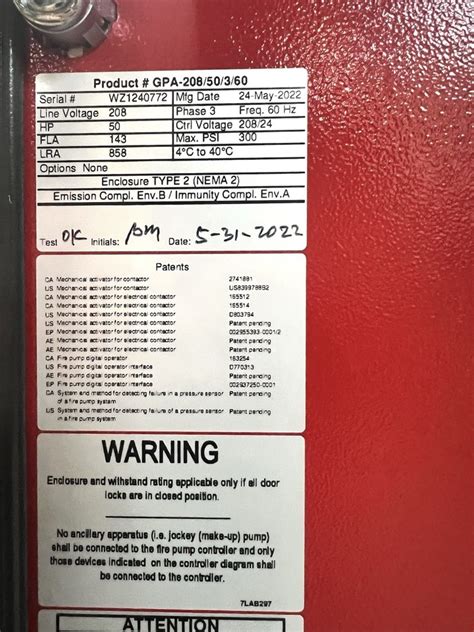 Product # GPA-208/50/3/60
Serial # WZ1240772 Mfg Date 24-May-2022
Line Voltage 208 Phase 3 Freq. 60 Hz
HP 50 Ctrl Voltage 208/24
FLA 143 Max. PSI 300
LRA 858 4°C to 40°C
Options None
Enclosure TYPE 2 (NEMA 2)
Emission Compl. Env.B / Immunity Compl. Env.A
Test OK Initials: Date: 5-31-2022
Patents
CA Mechanical activator for contactor 2741881
US Mechanical activator for contactor US8399788B2
CA Mechanical activator for electrical contactor 165512
CA Mechanical activator for electrical contactor 165514
US Mechanical activator for electrical contactor D803794
US Mechanical activator for electrical contactor Patent pending
EP Mechanical activator for electrical contactor 002955393-0001/2
AE Mechanical activator for electrical contactor Patent pending
AE Mechanical activator for electrical contactor Patent pending
CA Fire pump digital operator 163254
US Fire pump digital operator interface D770313
AE Fire pump digital operator interface Patent pending
EP Fire pump digital operator interface 002937250-0001
CA System and method for detecting failure in a pressure sensor Patent pending
of a fire pump system
US System and method for detecting failure of a pressure sensor Patent pending
in a fire pump system
WARNING
Enclosure and withstand rating applicable only if all door
locks are in closed position.
No ancillary apparatus (i.e. jockey (make-up) pump)
shall be connected to the fire pump controller and only
those devices indicated on the controller diagram shall
be connected to the controller.
7LAB297
ATTENTION